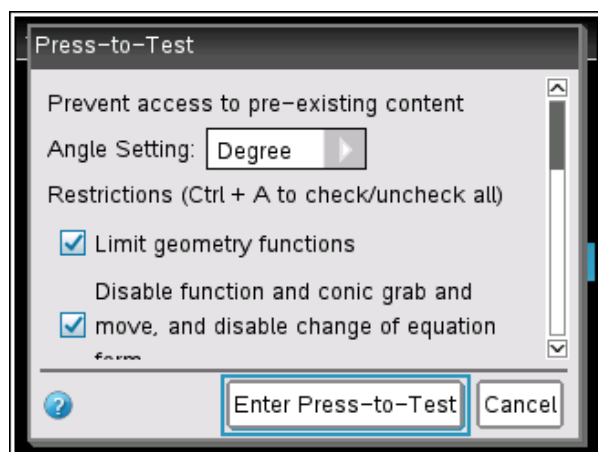 Press-to-Test
Prevent access to pre-existing content
Angle Setting: Degree
Restrictions (Ctrl + A to check/uncheck all)
Limit geometry functions
Disable function and conic grab and
move, and disable change of equation
form
Enter Press-to-Test Cancel